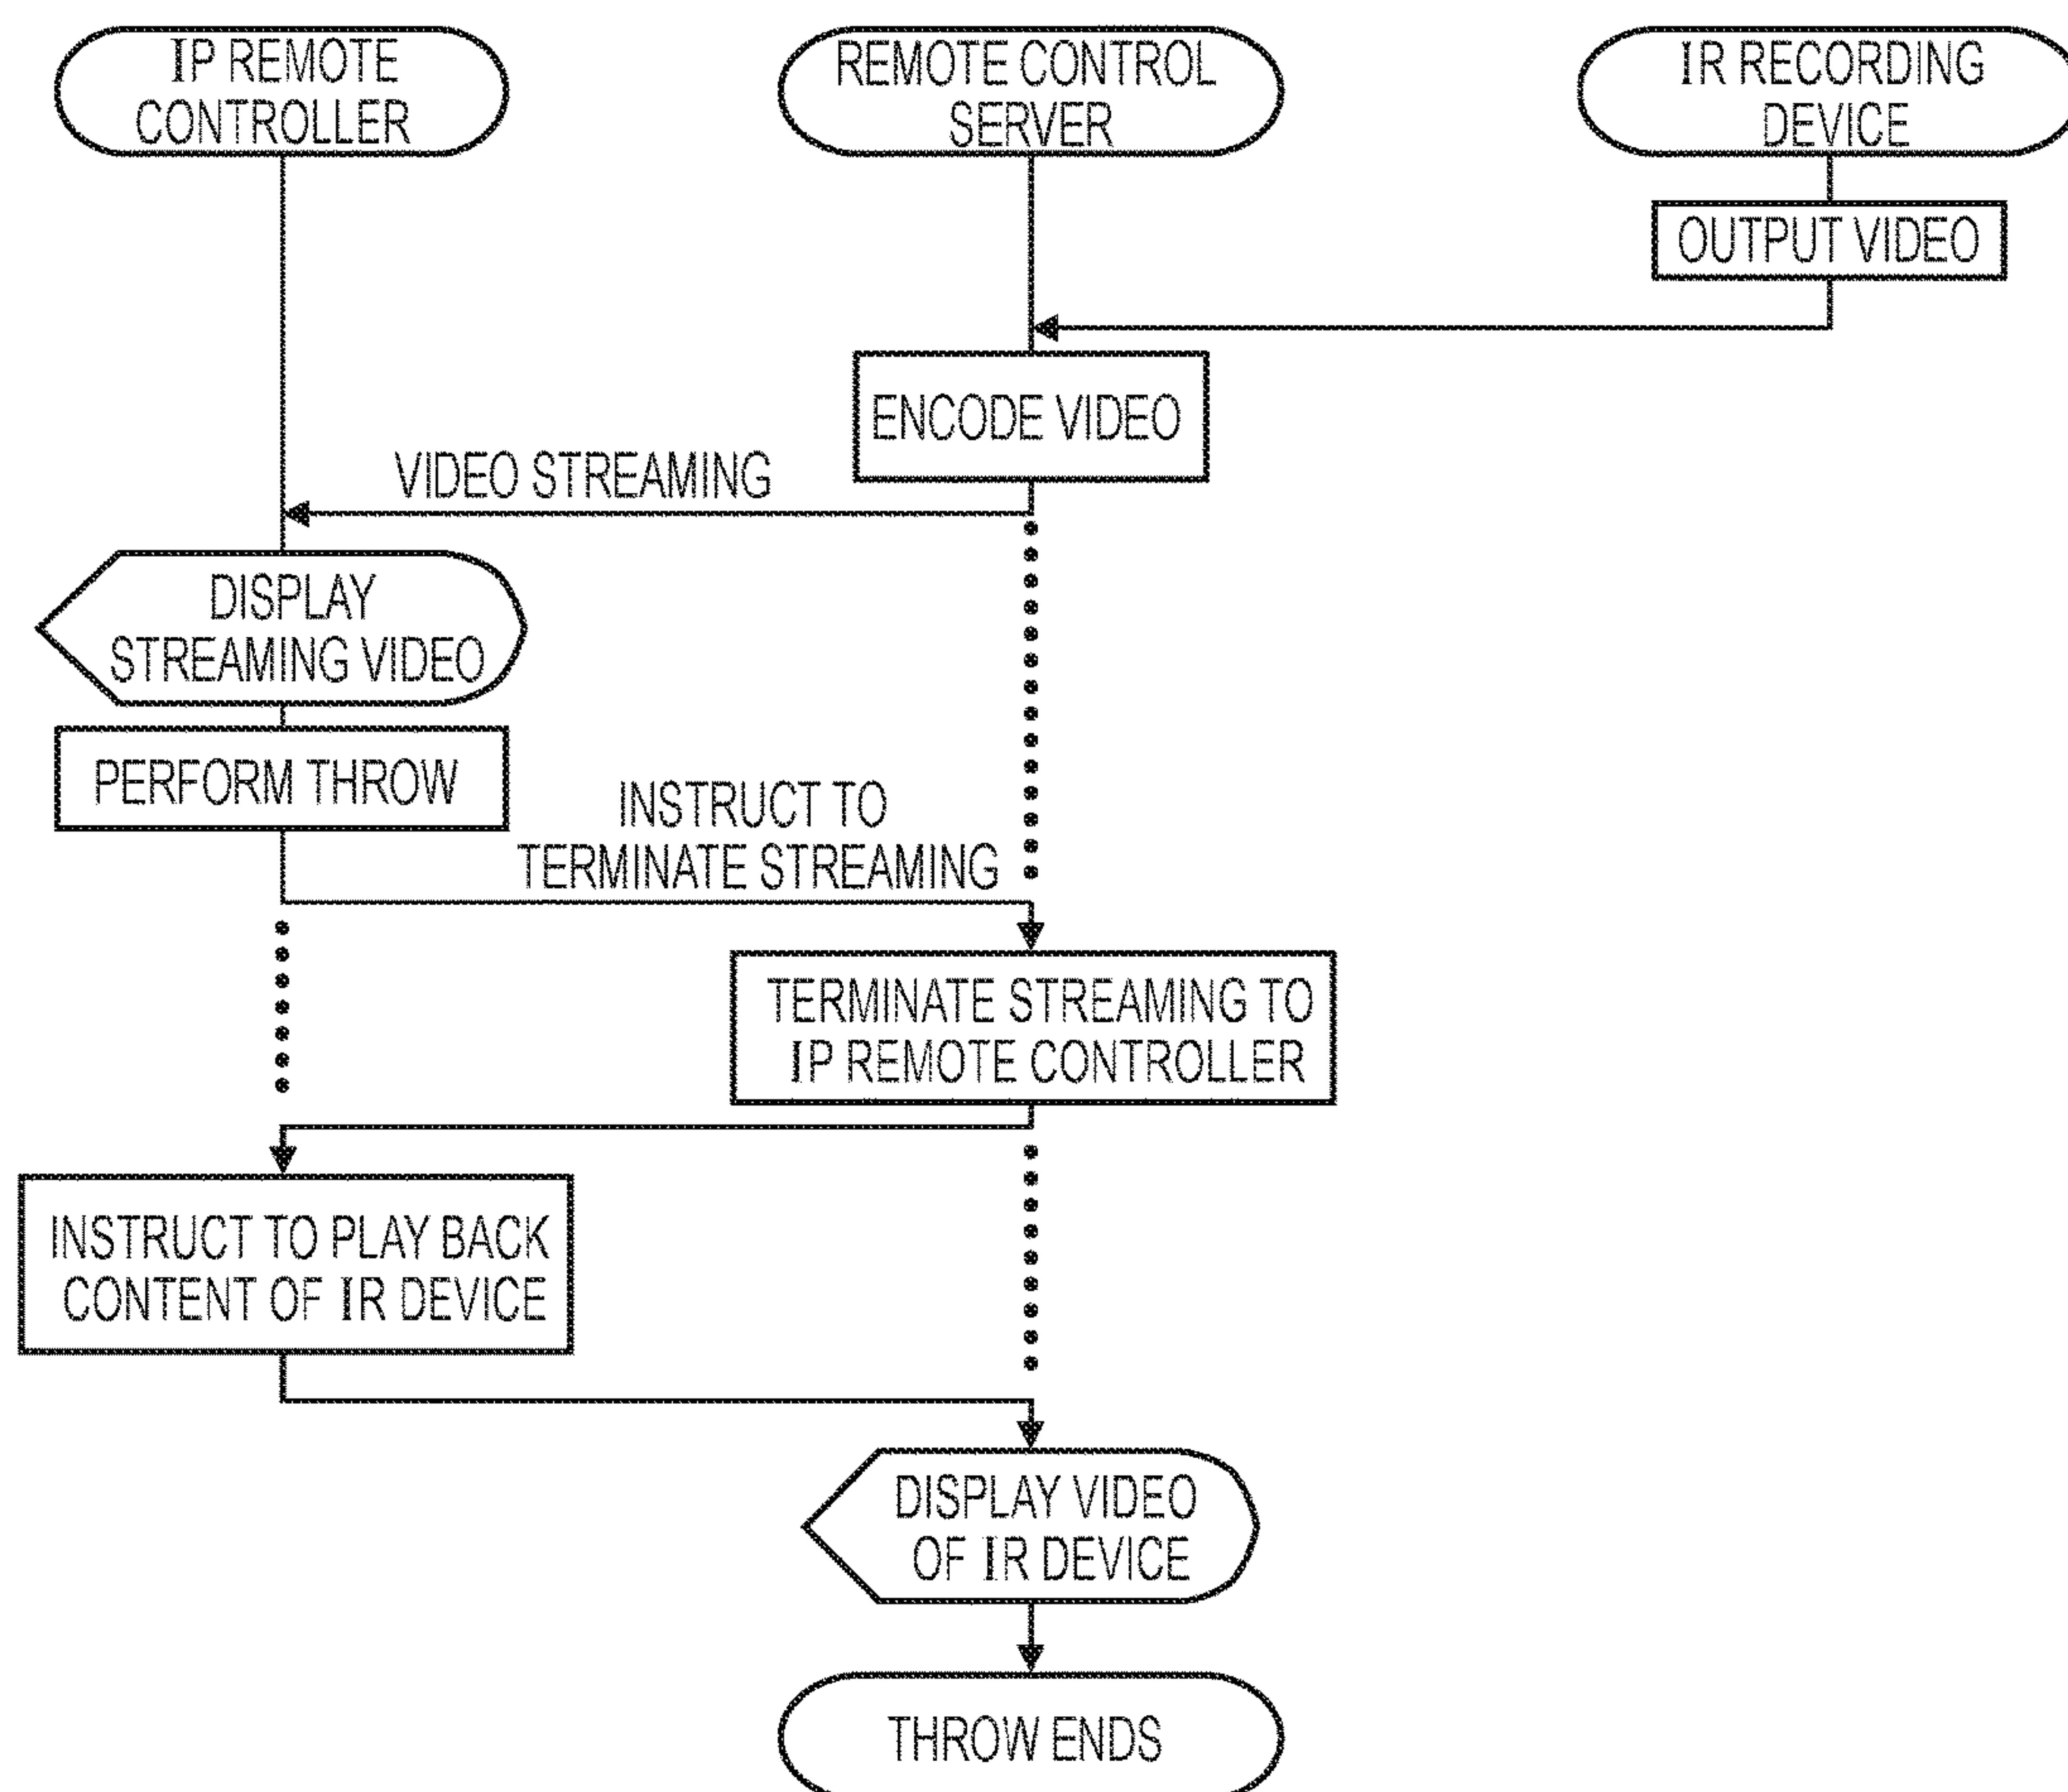 IP REMOTE
CONTROLLER
REMOTE CONTROL
SERVER
IR RECORDING
DEVICE
OUTPUT VIDEO
ENCODE VIDEO
VIDEO STREAMING
DISPLAY
STREAMING VIDEO
PERFORM THROW
INSTRUCT TO
TERMINATE STREAMING
TERMINATE STREAMING TO
IP REMOTE CONTROLLER
INSTRUCT TO PLAY BACK
CONTENT OF IR DEVICE
DISPLAY VIDEO
OF IR DEVICE
THROW ENDS